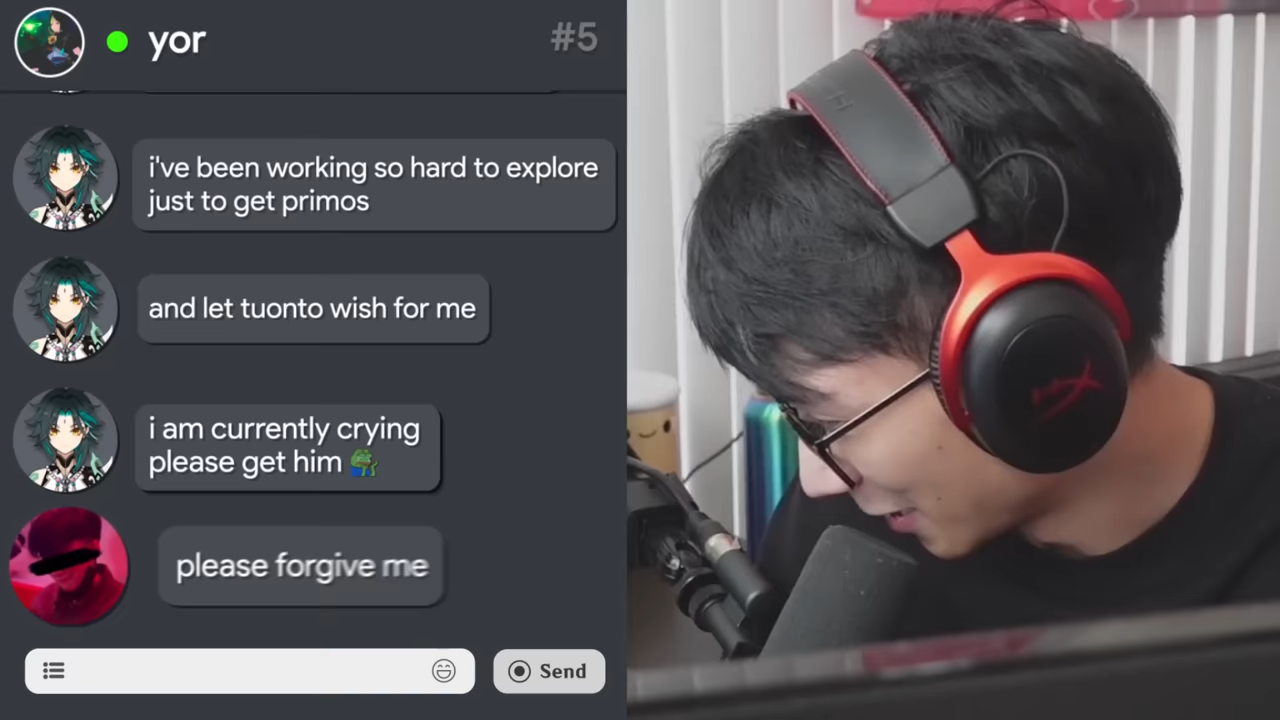 yor
#5
i've been working so hard to explore
just to get primos
and let tuonto wish for me
i am currently crying
please get him
please forgive me
Send